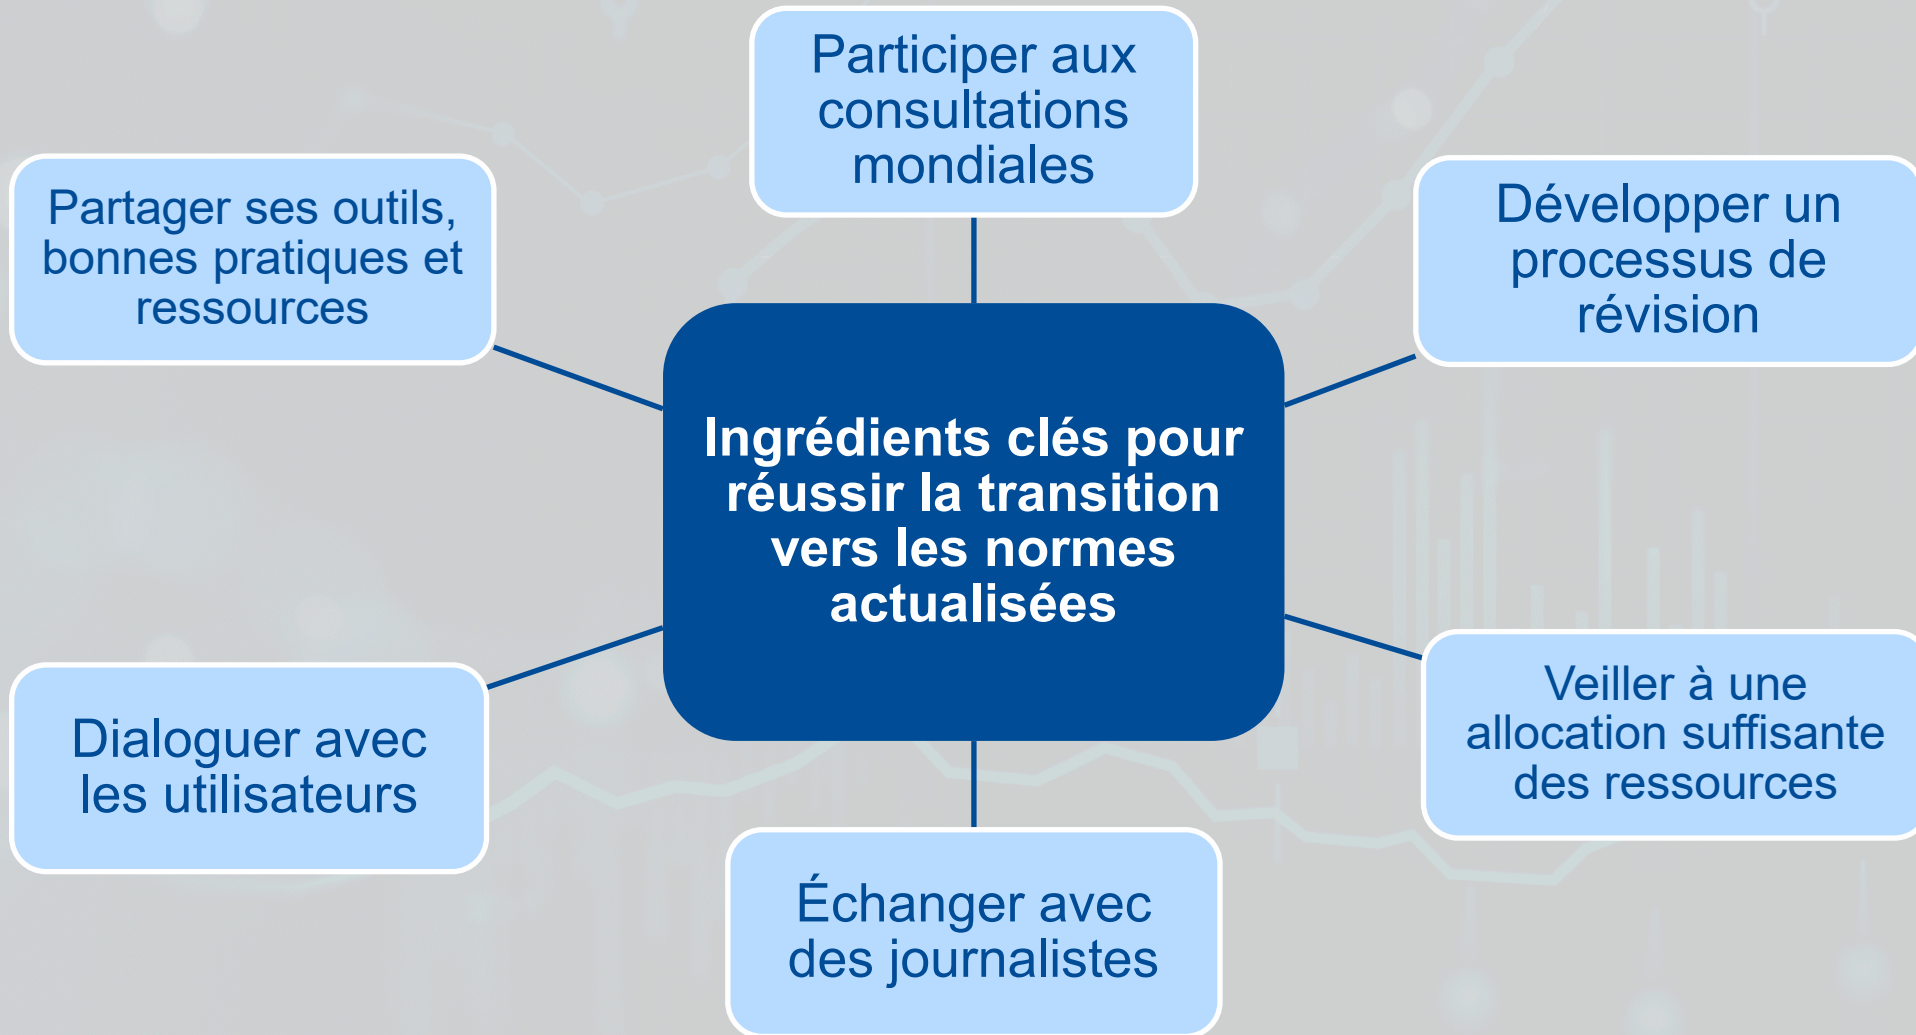 Participer aux
consultations
mondiales
Partager ses outils,
bonnes pratiques et
ressources
Développer un
processus de
révision
Ingrédients clés pour
réussir la transition
vers les normes
actualisées
Dialoguer avec
les utilisateurs
Veiller à une
allocation suffisante
des ressources
Échanger avec
des journalistes